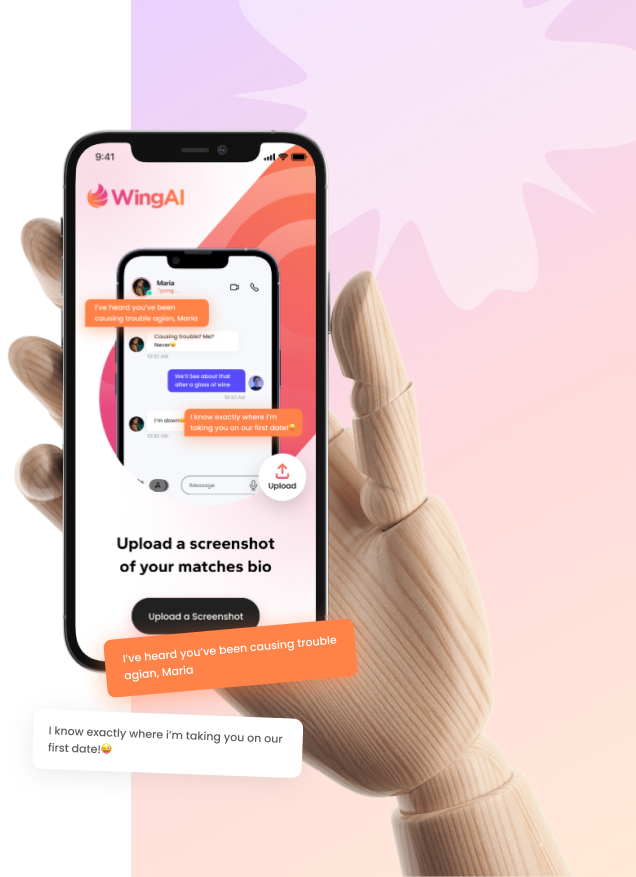 9:41
WingAI
Maria
Typing...
I've heard you've been
causing trouble agian, Maria
Causing trouble? Me?
Never😄
10:30 AM
We'll See about that
after a glass of wine
10:30 AM
I'm down😄
I know exactly where i'm
taking you on our first date!😄
10:34 AM
iMessage
Upload
Upload a screenshot
of your matches bio
Upload a Screenshot
I've heard you've been causing trouble
agian, Maria
I know exactly where i'm taking you on our
first date!😄